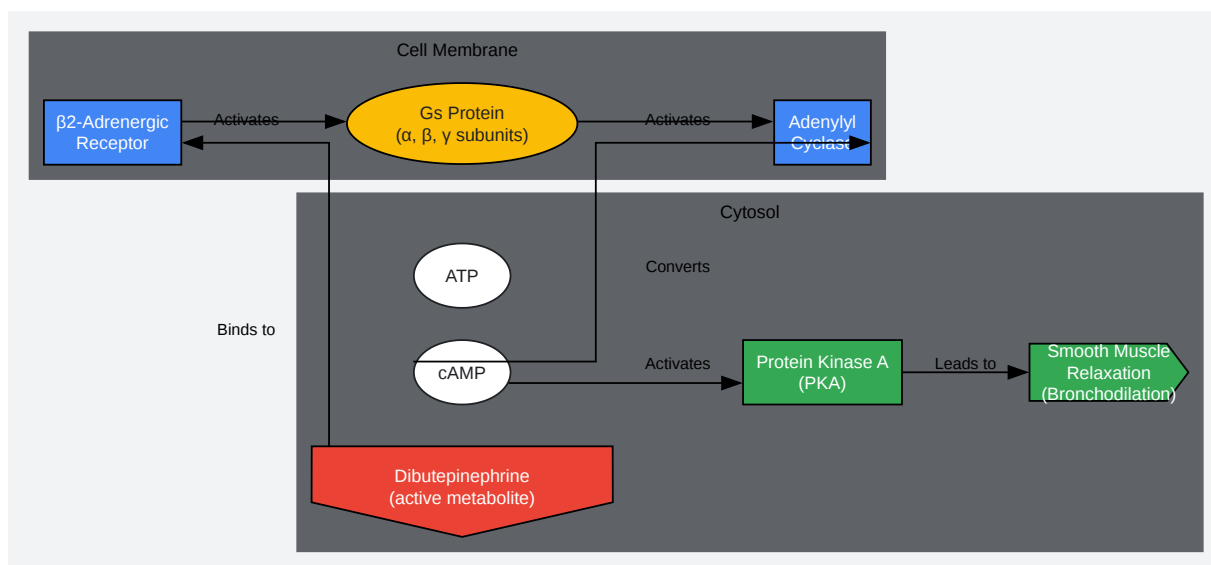 Cell Membrane
β2-Adrenergic
Receptor
Activates
Gs Protein
(α, β, γ subunits)
Activates
Adenylyl
Cyclase
Cytosol
ATP
Converts
Binds to
cAMP
Activates
Protein Kinase A
(PKA)
Leads to
Smooth Muscle
Relaxation
(Bronchodilation)
Dibutepinephrine
(active metabolite)